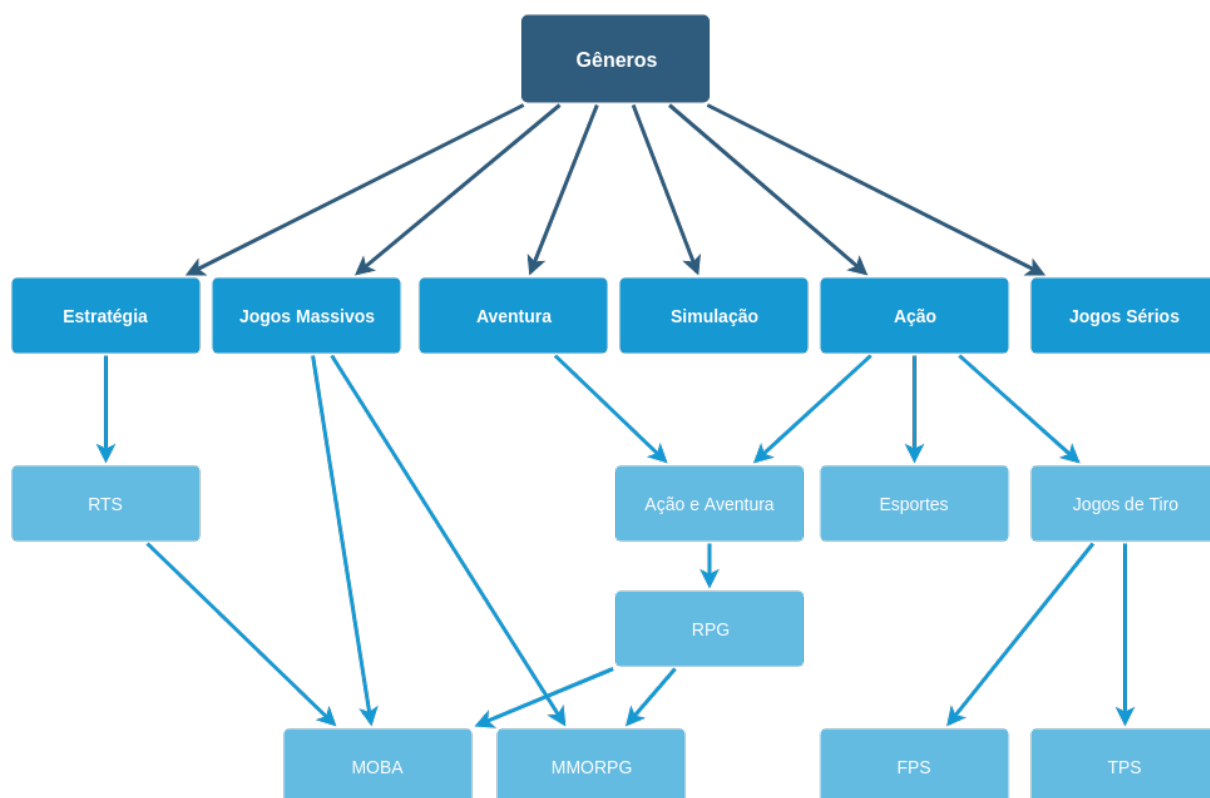 Gêneros
Estratégia
Jogos Massivos
Aventura
Simulação
Ação
Jogos Sérios
RTS
Ação e Aventura
Esportes
Jogos de Tiro
RPG
MOBA
MMORPG
FPS
TPS